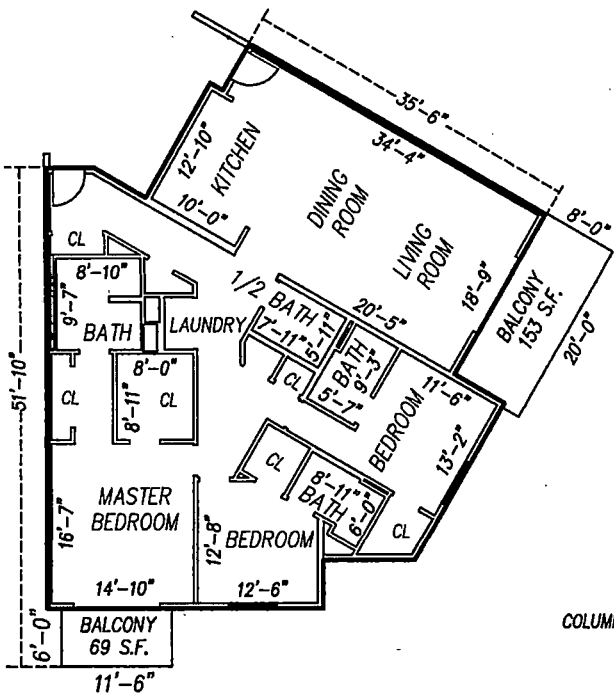 35'-6"
34'-4"
12'-10"
KITCHEN
10'-0"
DINING
ROOM
LIVING
ROOM
18'-9"
8'-0"
BALCONY
153 S.F.
20'-0"
CL
8'-10"
9'-7"
BATH
LAUNDRY
1/2
BATH
7'-11"
5'-11"
20'-5"
BATH
9'-3"
5'-7"
CL
11'-6"
BEDROOM
13'-2"
51'-10"
CL
8'-0"
8'-11"
CL
CL
8'-11"
BATH
6'-0"
CL
MASTER
BEDROOM
16'-7"
14'-10"
12'-8"
BEDROOM
12'-6"
BALCONY
69 S.F.
6'-0"
11'-6"